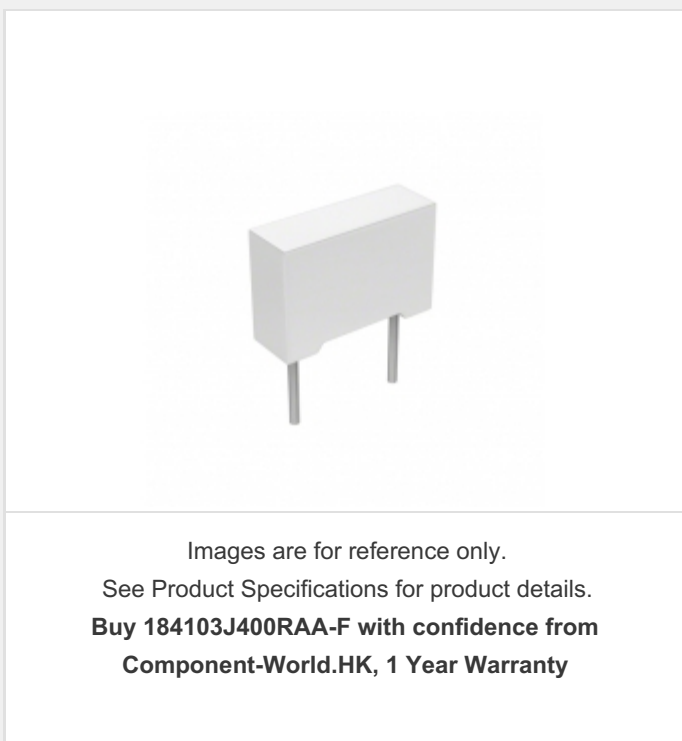 Images are for reference only.
See Product Specifications for product details.
Buy 184103J400RAA-F with confidence from
Component-World.HK, 1 Year Warranty